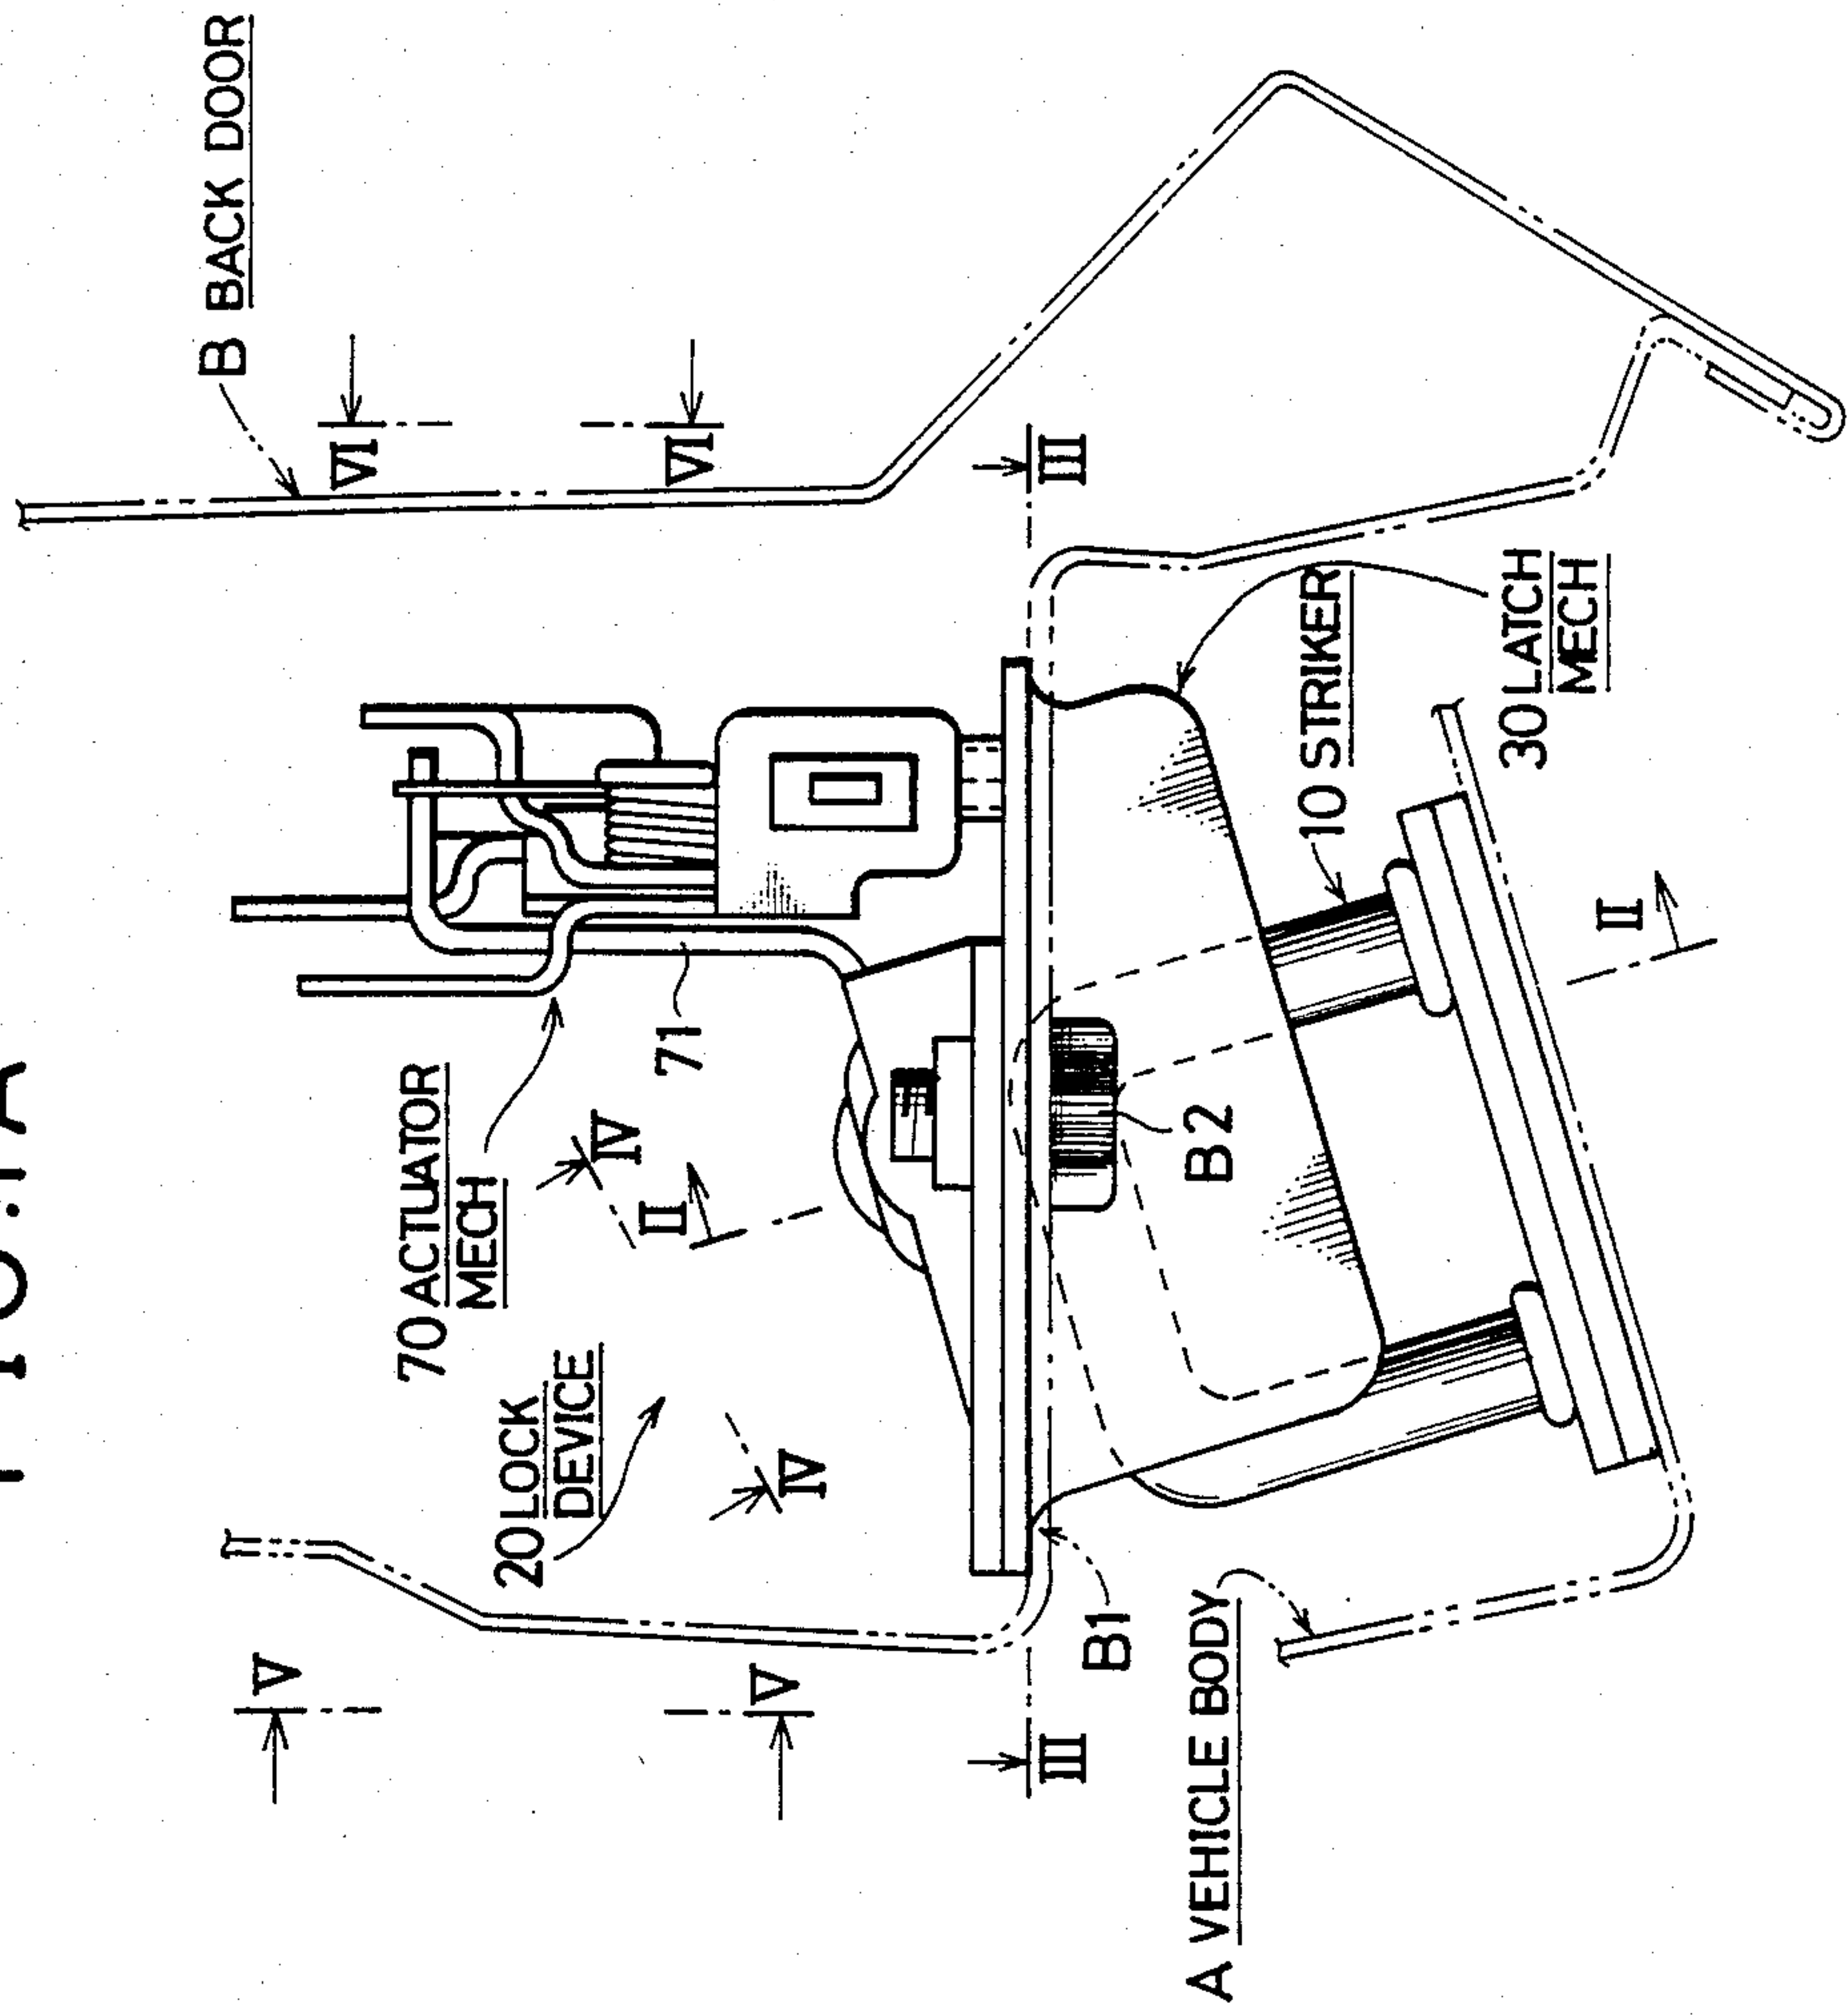 B BACK DOOR
VI
VI
III
70 ACTUATOR
MECH
71
IV
II
20 LOCK
DEVICE
IV
V
V
III
B1
B2
A VEHICLE BODY
10 STRIKER
30 LATCH
MECH
II